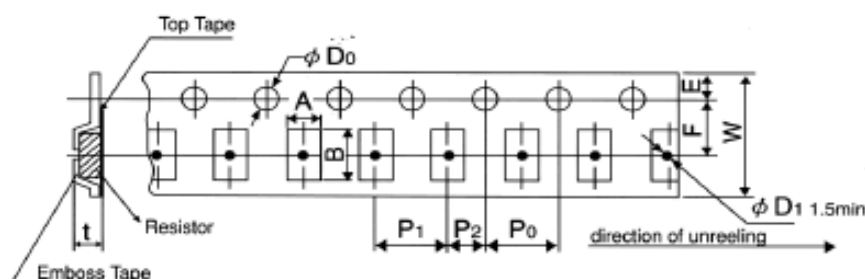 Top Tape
ϕ D0
A
B
E
F
W
t
Resistor
Emboss Tape
P1
P2
P0
ϕ D1 1.5min
direction of unreeling